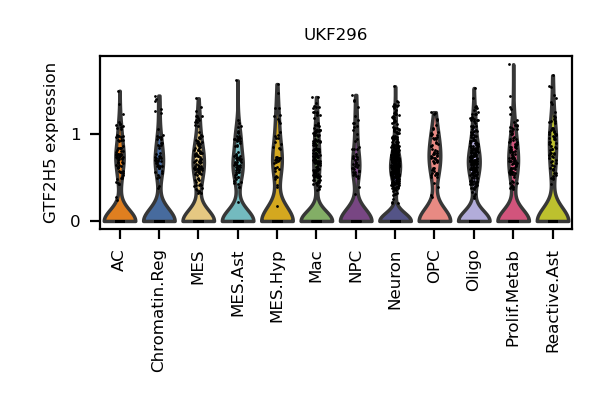 UKF296
GTF2H5 expression
1
0
AC
Chromatin.Reg
MES
MES.Ast
MES.Hyp
Mac
NPC
Neuron
OPC
Oligo
Prolif.Metab
Reactive.Ast